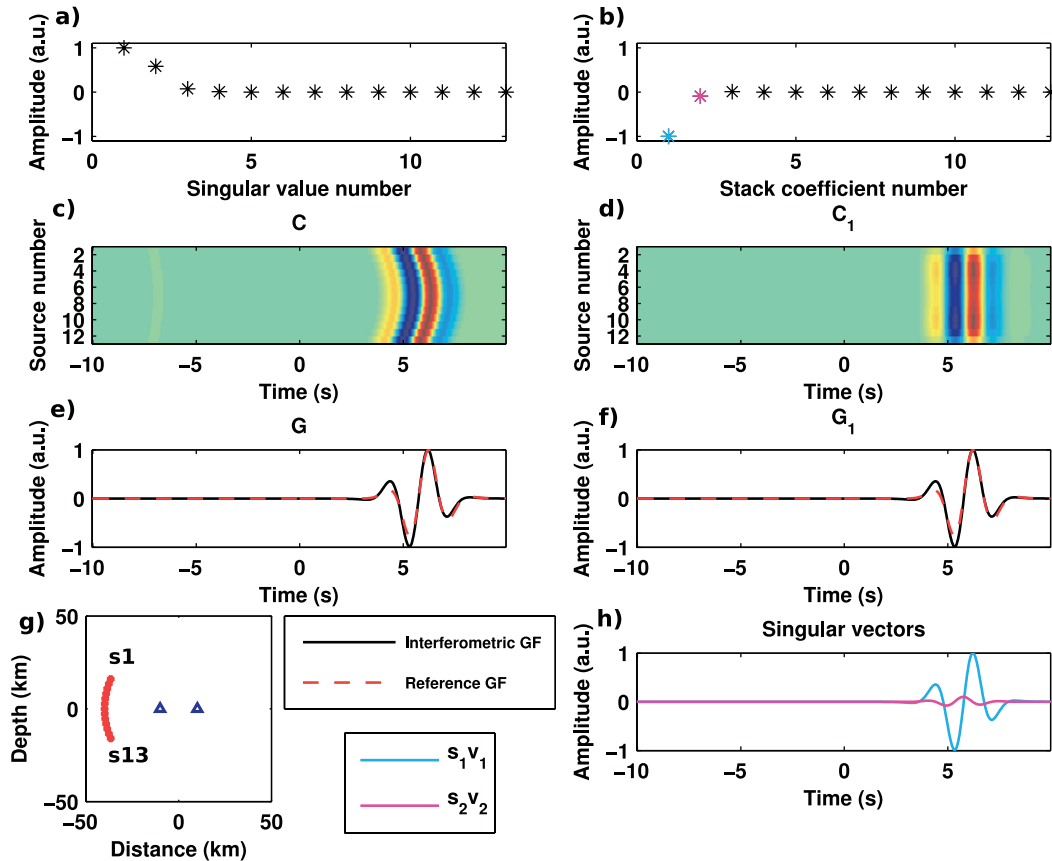 a)
Amplitude (a.u.)
1
0
−1
0
5
10
Singular value number
b)
Amplitude (a.u.)
1
0
−1
0
5
10
Stack coefficient number
c)
C
Source number
2
4
6
8
10
12
−10
−5
0
5
Time (s)
d)
C1
Source number
2
4
6
8
10
12
−10
−5
0
5
Time (s)
e)
G
Amplitude (a.u.)
1
0
−1
−10
−5
0
5
Time (s)
f)
G1
Amplitude (a.u.)
1
0
−1
−10
−5
0
5
Time (s)
g)
Depth (km)
50
0
−50
s1
s13
−50
0
50
Distance (km)
Interferometric GF
Reference GF
s1v1
s2v2
h)
Singular vectors
Amplitude (a.u.)
1
0
−1
−10
−5
0
5
Time (s)